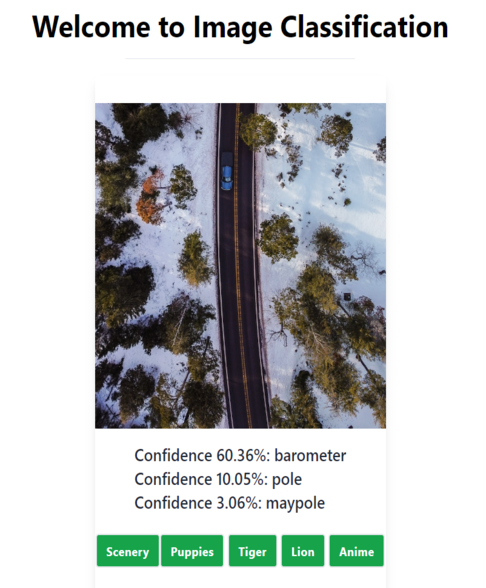 Welcome to Image Classification
Confidence 60.36%: barometer
Confidence 10.05%: pole
Confidence 3.06%: maypole
Scenery Puppies Tiger Lion Anime